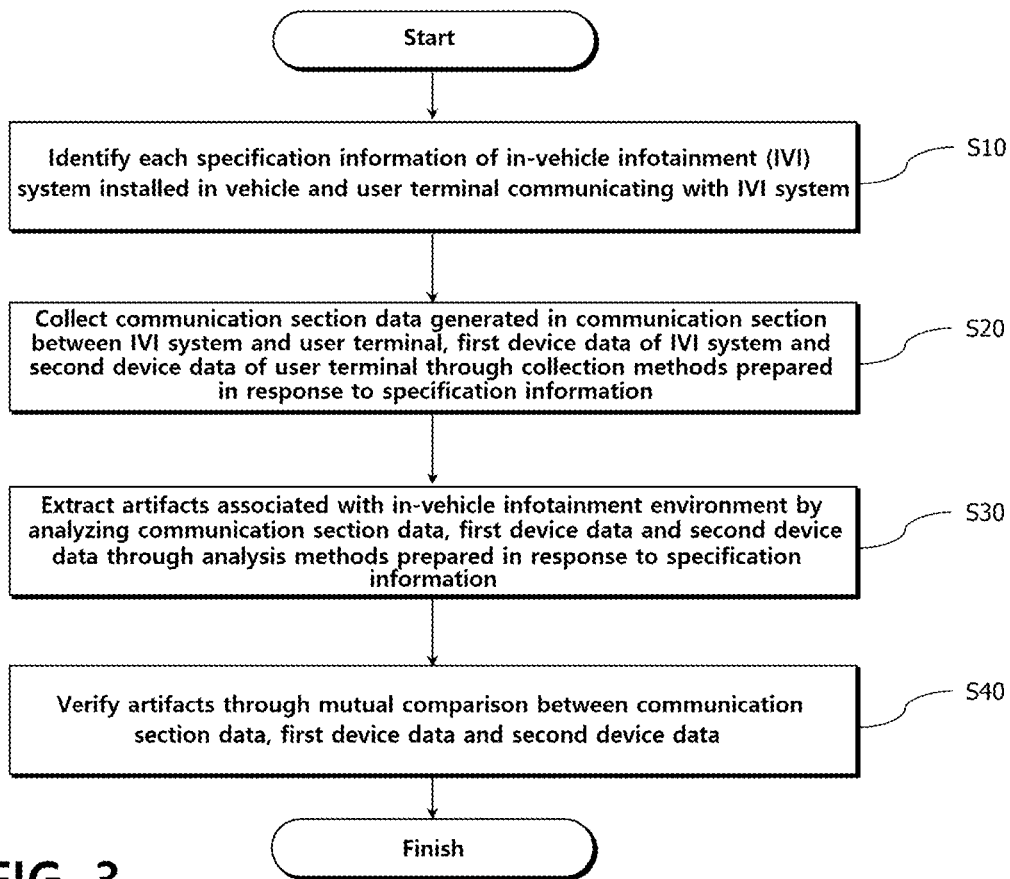 Start
Identify each specification information of in-vehicle infotainment (IVI)
system installed in vehicle and user terminal communicating with IVI system
S10
Collect communication section data generated in communication section
between IVI system and user terminal, first device data of IVI system and
second device data of user terminal through collection methods prepared
in response to specification information
S20
Extract artifacts associated with in-vehicle infotainment environment by
analyzing communication section data, first device data and second device
data through analysis methods prepared in response to specification
information
S30
Verify artifacts through mutual comparison between communication
section data, first device data and second device data
S40
Finish
FIG. 3